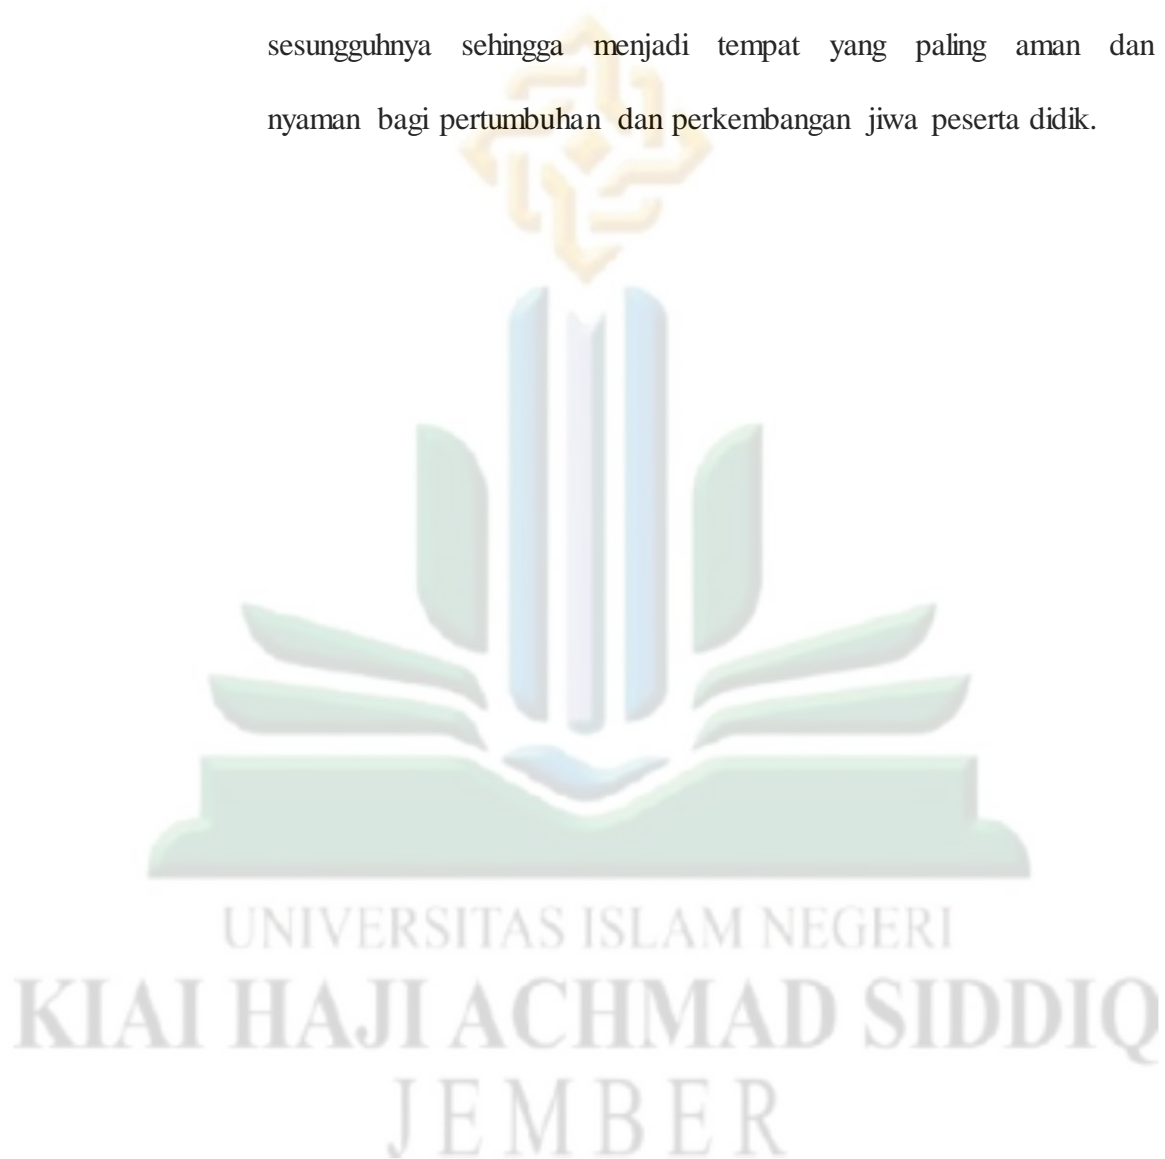 sesungguhnya sehingga menjadi tempat yang paling aman dan
nyaman bagi pertumbuhan dan perkembangan jiwa peserta didik.
UNIVERSITAS ISLAM NEGERI
KIAI HAJI ACHMAD SIDDIQ
JEMBER